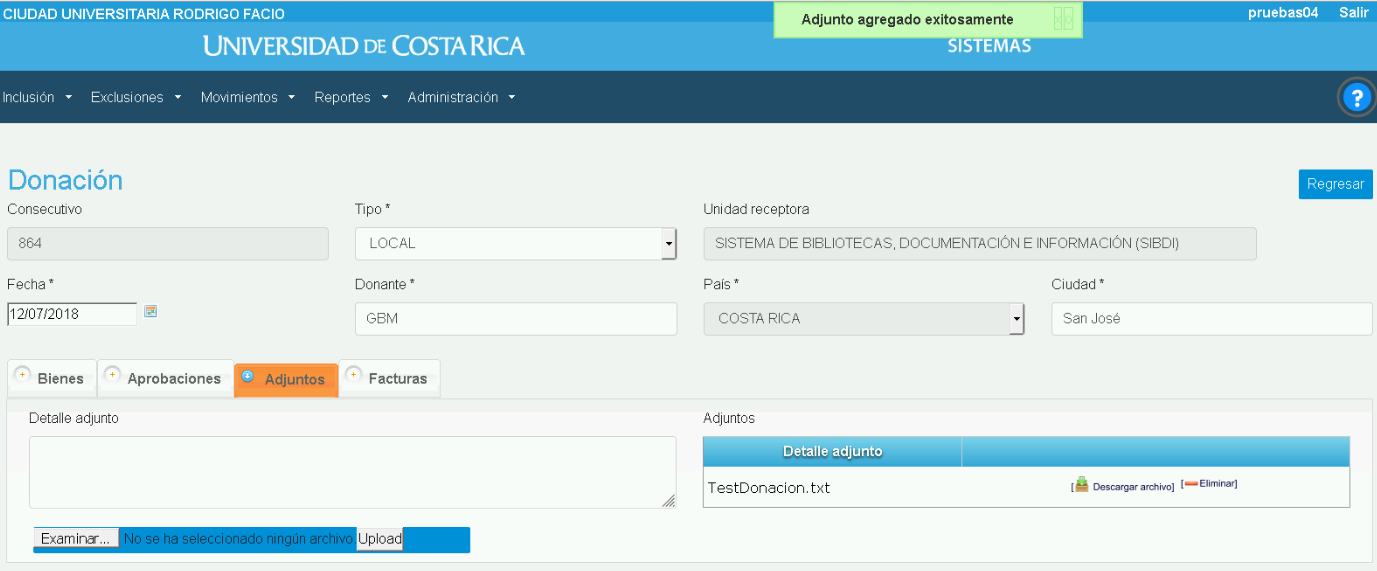 CIUDAD UNIVERSITARIA RODRIGO FACIO
Adjunto agregado exitosamente
pruebas04 Salir
UNIVERSIDAD DE COSTA RICA
SISTEMAS
Inclusión Exclusiones Movimientos Reportes Administración ?
Donación
Regresar
Consecutivo Tipo * Unidad receptora
864 LOCAL SISTEMA DE BIBLIOTECAS, DOCUMENTACIÓN E INFORMACIÓN (SIBDI)
Fecha * Donante * País * Ciudad *
12/07/2018 GBM COSTA RICA San José
Bienes Aprobaciones Adjuntos Facturas
Detalle adjunto Adjuntos
Detalle adjunto
TestDonacion.txt [Descargar archivo] [Eliminar]
Examinar... No se ha seleccionado ningún archivo. Upload